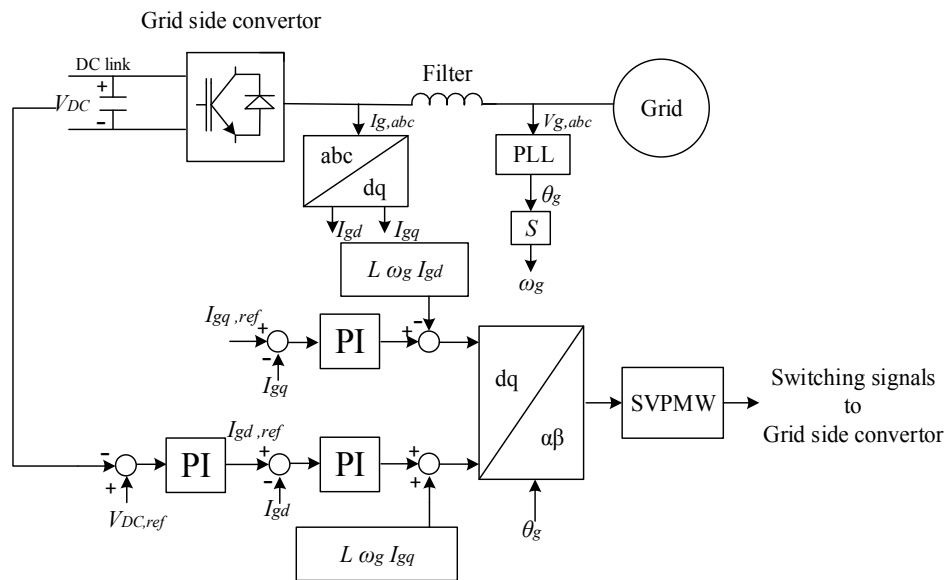 Grid side convertor
DC link
+
VDC
-
Filter
Grid
Ig,abc
Vg,abc
abc
dq
PLL
θg
Igd
Igq
S
ωg
L ωg Igd
Igq,ref
+
-
Igq
PI
+
-
dq
αβ
SVPMW
Switching signals
to
Grid side convertor
-
+
VDC,ref
PI
Igd,ref
+
-
Igd
PI
+
+
θg
L ωg Igq